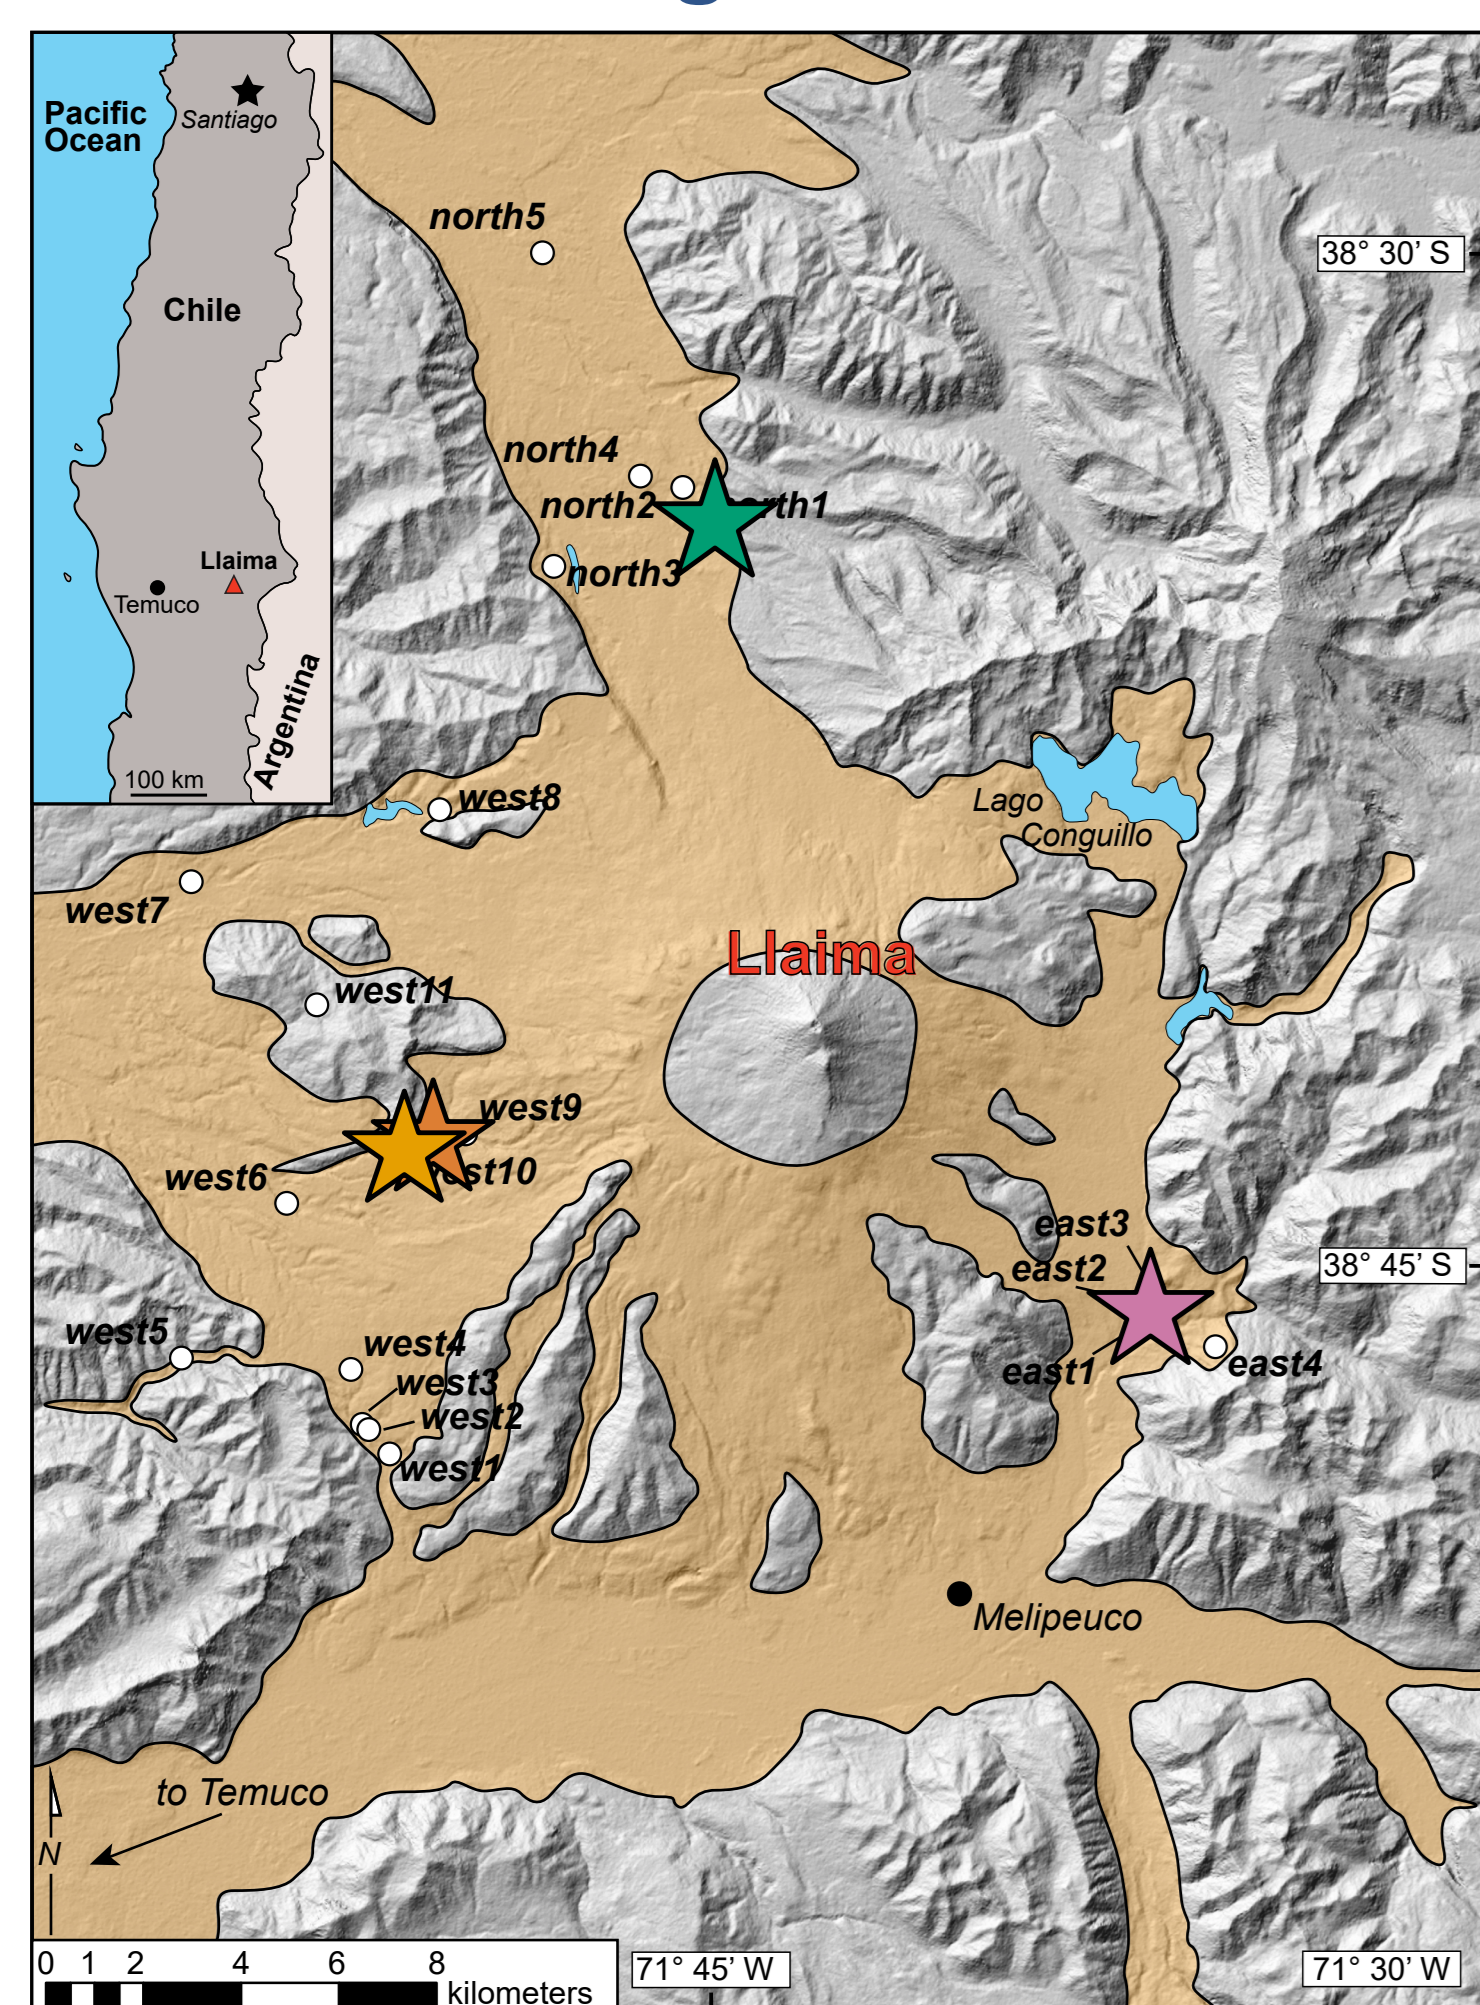 Pacific
Ocean
Santiago
Chile
Llaima
Temuco
Argentina
100 km
north5
38° 30’ S
north4
north2
north3
west8
Lago
Conguillo
west7
Llaima
west11
west9
west6
east3
east2
38° 45’ S
west5
west4
east4
east1
west3
west2
west1
Melipeuco
to Temuco
N
0 1 2 4 6 8
kilometers
71° 45’ W
71° 30’ W